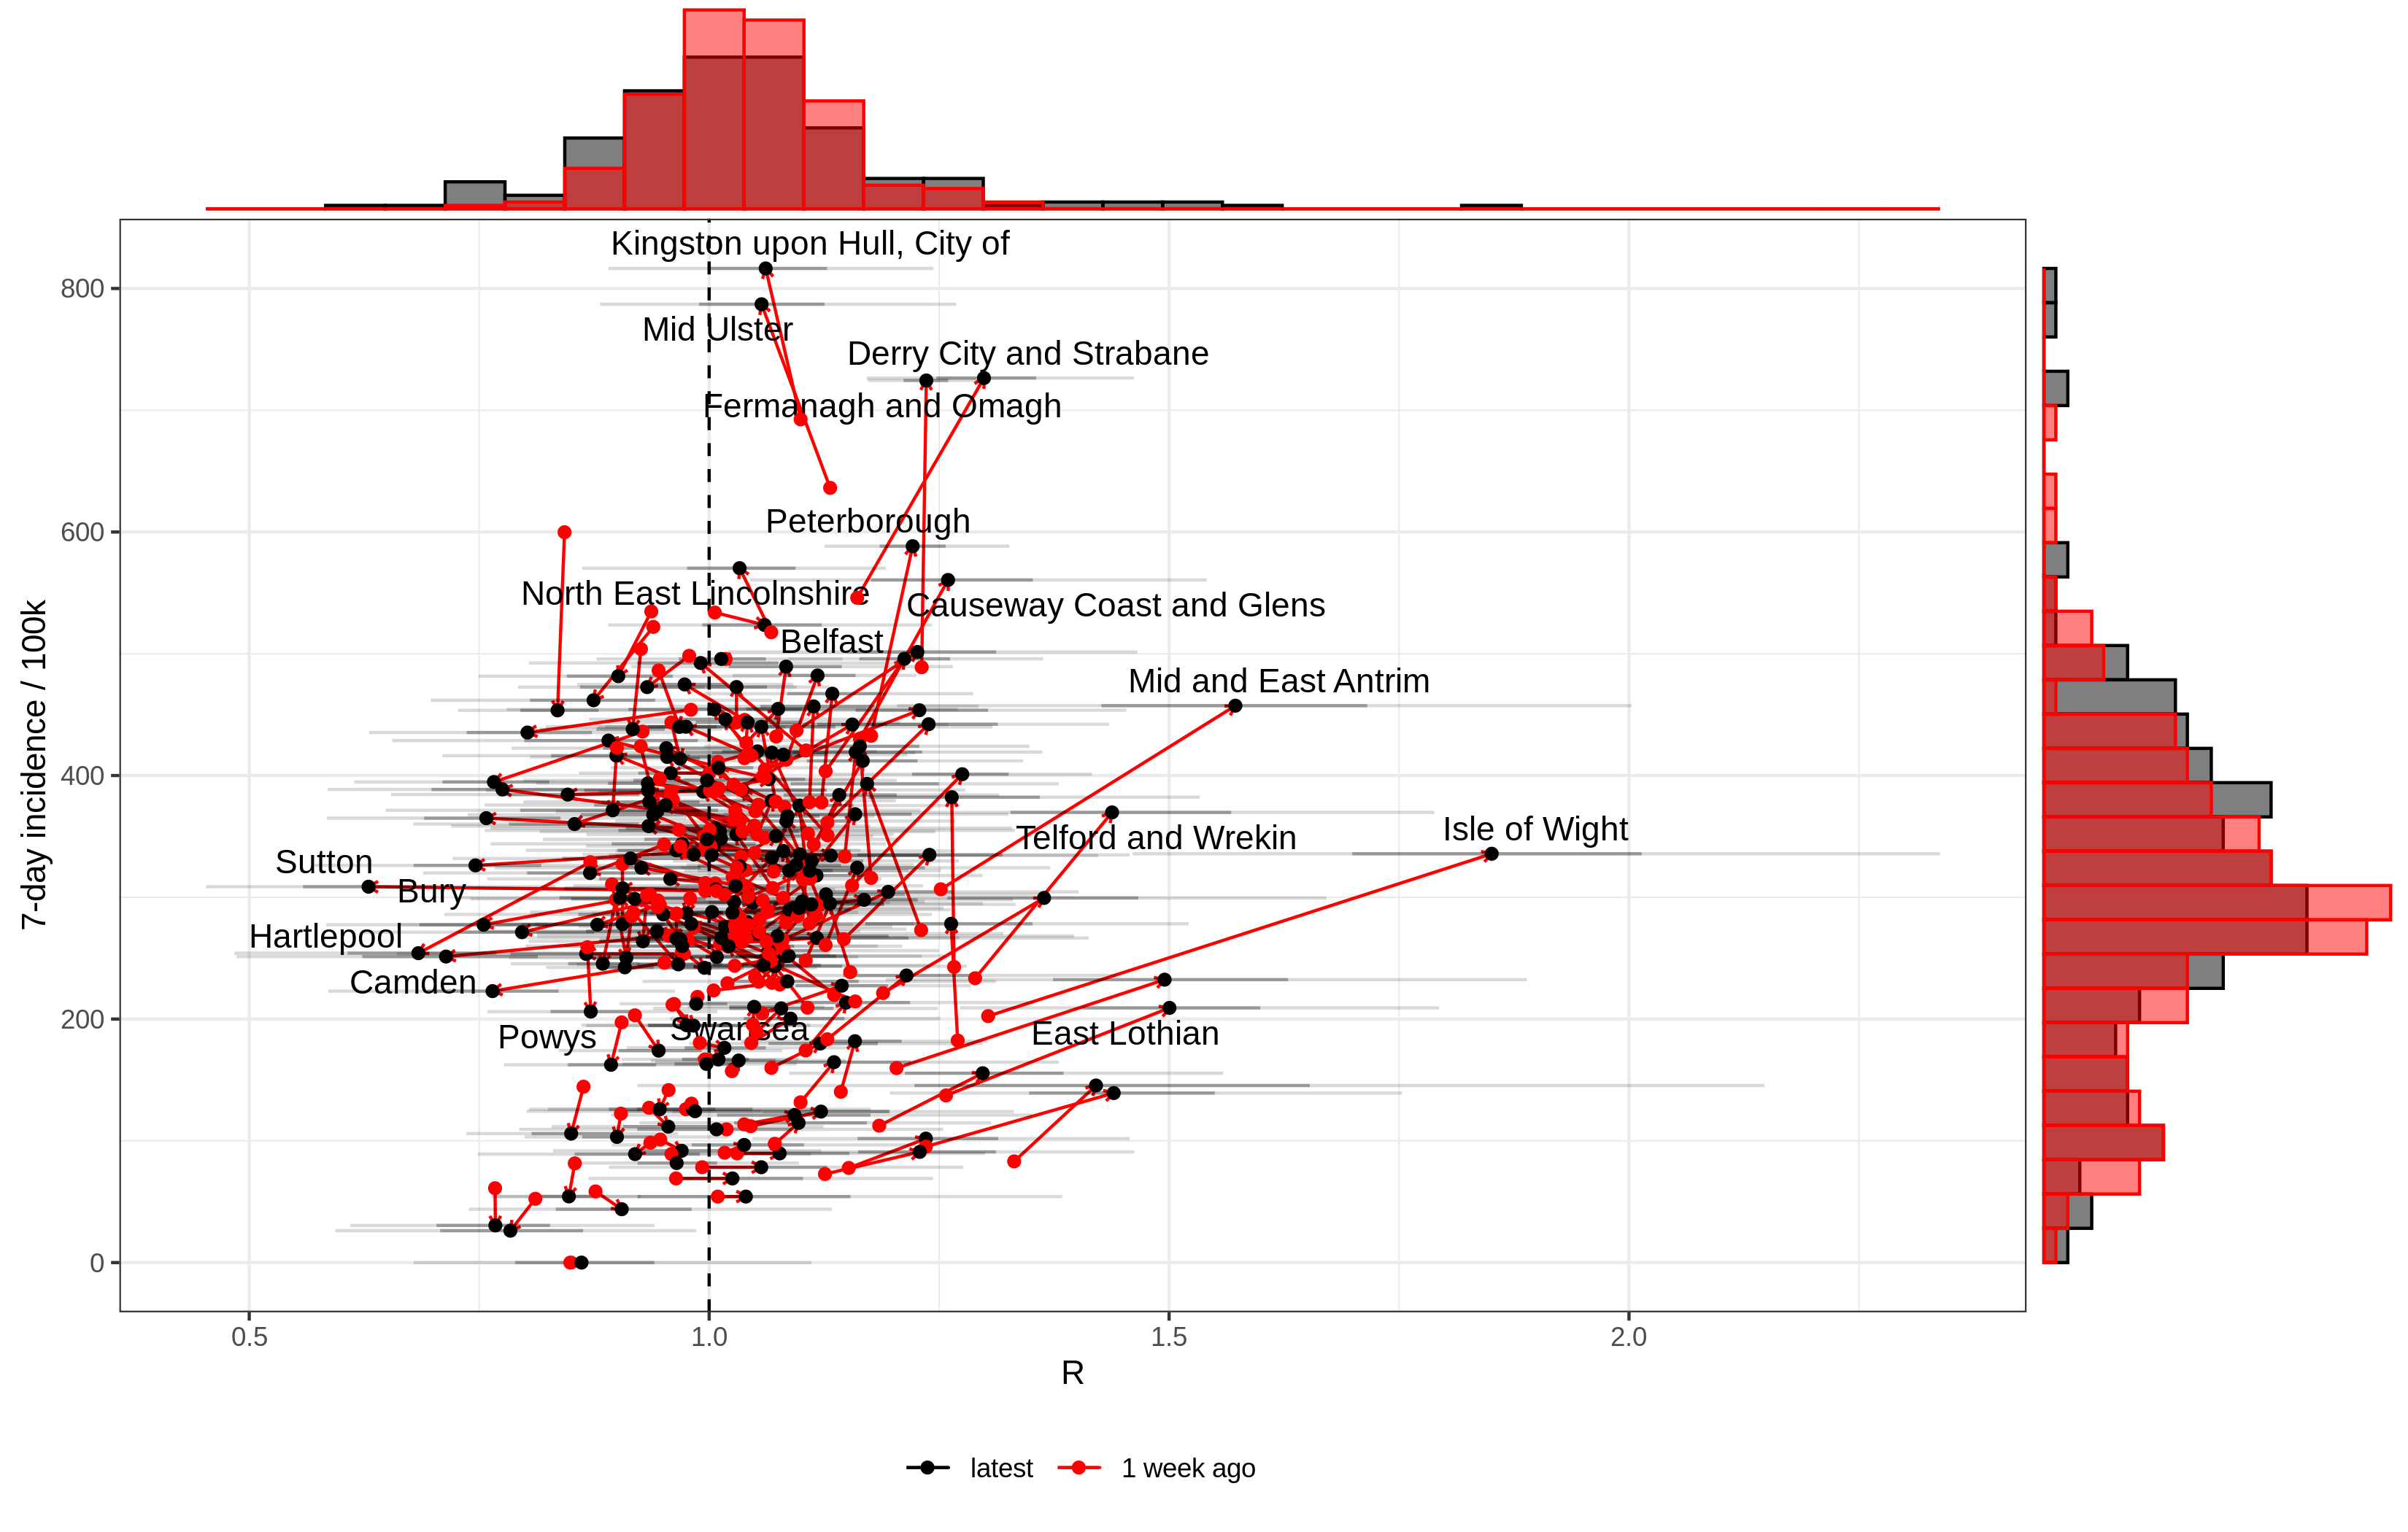 Kingston upon Hull, City of
800
Mid Ulster
Derry City and Strabane
Fermanagh and Omagh
Peterborough
600
North East Lincolnshire
Causeway Coast and Glens
Belfast
Mid and East Antrim
400
Telford and Wrekin
Isle of Wight
Sutton
Bury
Hartlepool
Camden
200
Swansea
Powys
East Lothian
0
7-day incidence / 100k
0.5
1.0
1.5
2.0
R
latest
1 week ago